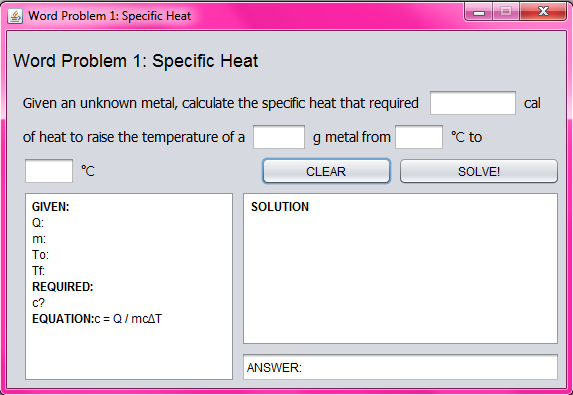 Word Problem 1: Specific Heat
Word Problem 1: Specific Heat
Given an unknown metal, calculate the specific heat that required cal
of heat to raise the temperature of a g metal from °C to
°C
CLEAR
SOLVE!
GIVEN:
Q:
m:
To:
Tf:
REQUIRED:
c?
EQUATION:c = Q / mcΔT
SOLUTION
ANSWER: